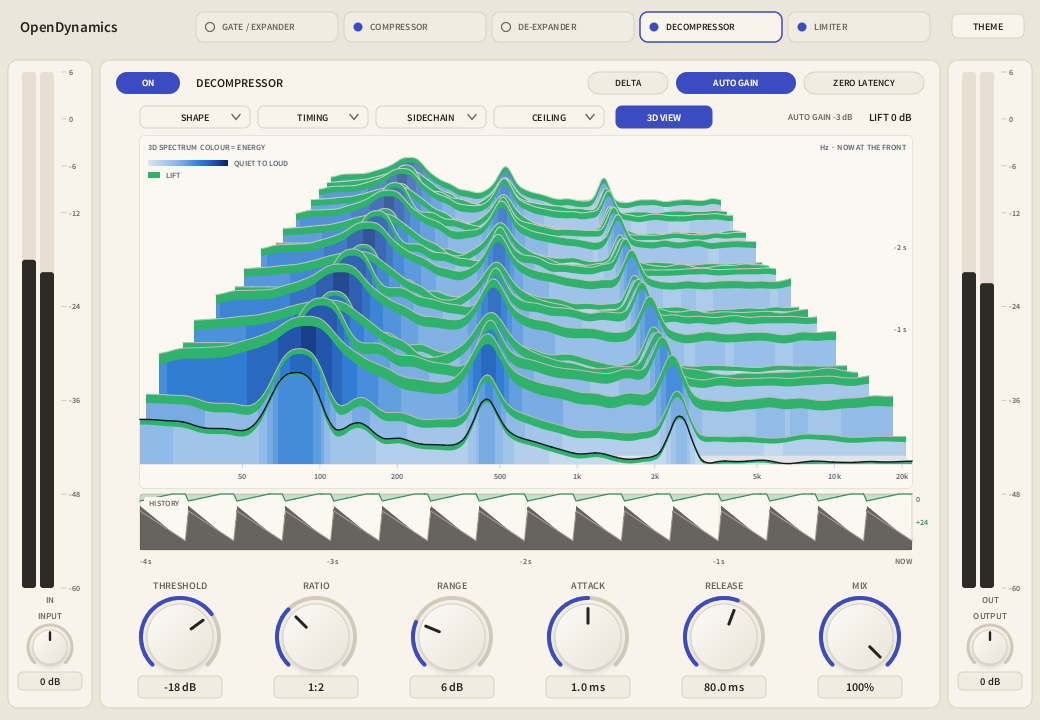 OpenDynamics
GATE / EXPANDER
COMPRESSOR
DE-EXPANDER
DECOMPRESSOR
LIMITER
THEME
ON
DECOMPRESSOR
DELTA
AUTO GAIN
ZERO LATENCY
SHAPE
TIMING
SIDECHAIN
CEILING
3D VIEW
AUTO GAIN -3 dB
LIFT 0 dB
3D SPECTRUM COLOUR = ENERGY
Hz · NOW AT THE FRONT
QUIET TO LOUD
LIFT
-2 s
-1 s
50 100 200 500 1k 2k 5k 10k 20k
HISTORY
0
+24
-4s -3s -2s -1s NOW
6
0
-6
-12
-24
-36
-48
-60
IN
INPUT
0 dB
THRESHOLD
-18 dB
RATIO
1:2
RANGE
6 dB
ATTACK
1.0 ms
RELEASE
80.0 ms
MIX
100%
6
0
-6
-12
-24
-36
-48
-60
OUT
OUTPUT
0 dB